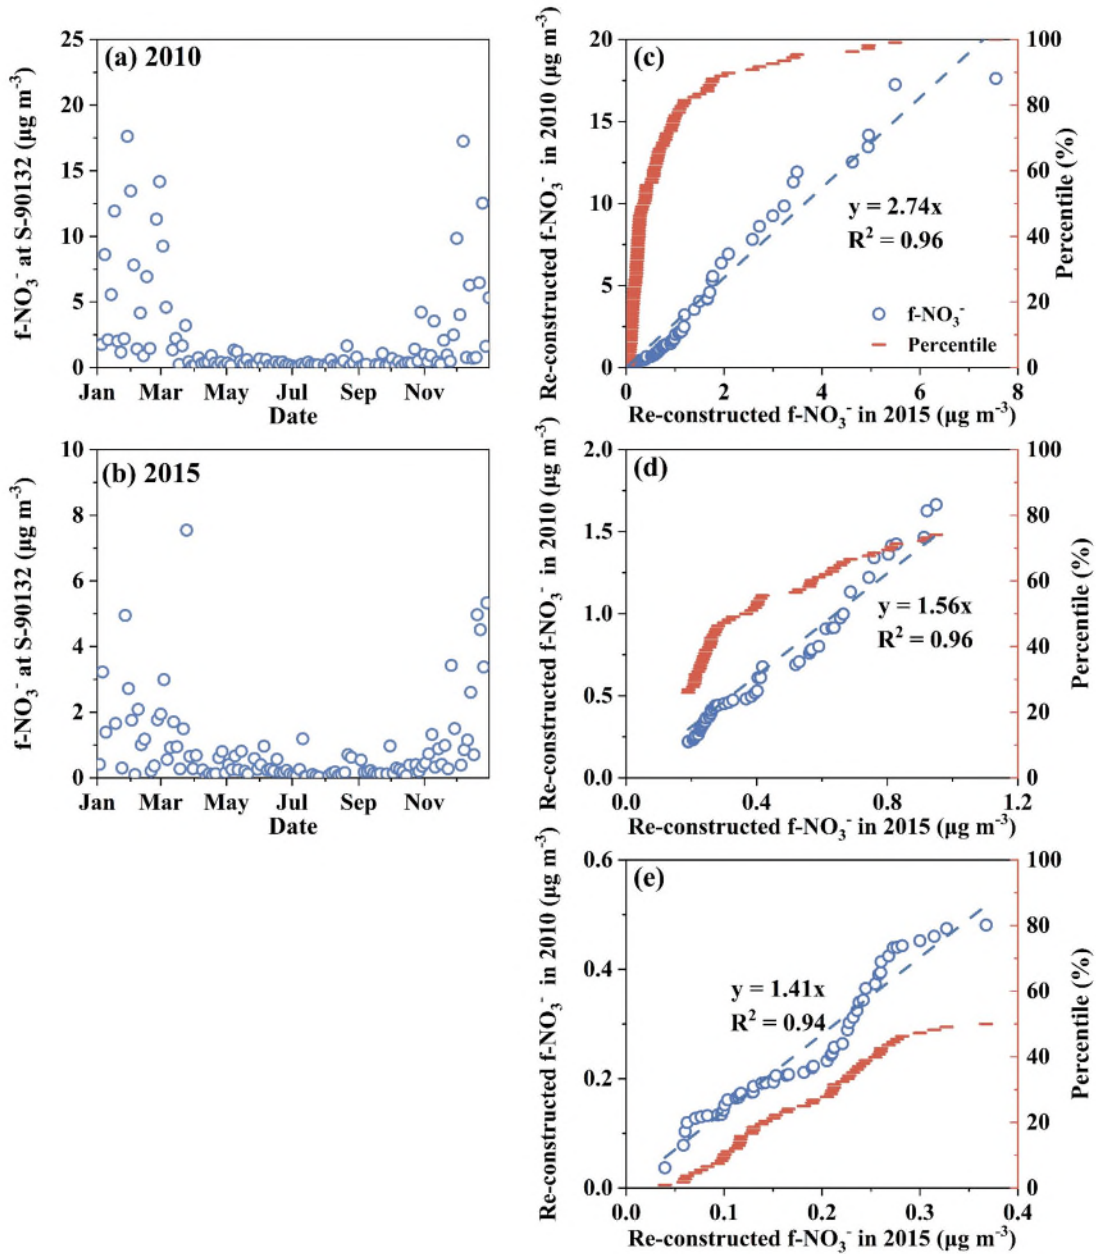 (a) 2010
f-NO₃⁻ at S-90132 (μg m⁻³)
25
20
15
10
5
0
Jan
Mar
May
Jul
Sep
Nov
Date
(c)
Re-constructed f-NO₃⁻ in 2010 (μg m⁻³)
20
15
10
5
0
y = 2.74x
R² = 0.96
f-NO₃⁻
Percentile
0
2
4
6
8
Re-constructed f-NO₃⁻ in 2015 (μg m⁻³)
100
80
60
40
20
0
Percentile (%)
(b) 2015
f-NO₃⁻ at S-90132 (μg m⁻³)
10
8
6
4
2
0
Jan
Mar
May
Jul
Sep
Nov
Date
(d)
Re-constructed f-NO₃⁻ in 2010 (μg m⁻³)
2.0
1.5
1.0
0.5
0.0
y = 1.56x
R² = 0.96
0.0
0.4
0.8
1.2
Re-constructed f-NO₃⁻ in 2015 (μg m⁻³)
100
80
60
40
20
0
Percentile (%)
(e)
Re-constructed f-NO₃⁻ in 2010 (μg m⁻³)
0.6
0.4
0.2
0.0
y = 1.41x
R² = 0.94
0.0
0.1
0.2
0.3
0.4
Re-constructed f-NO₃⁻ in 2015 (μg m⁻³)
100
80
60
40
20
0
Percentile (%)